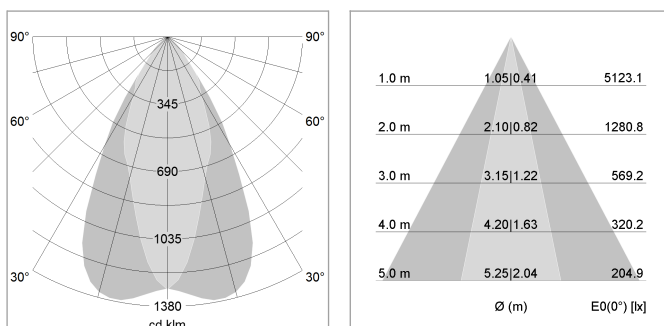 90° 90°
345
60° 60°
690
1035
30° 30°
1380
cd klm
1.0 m 1.05|0.41 5123.1
2.0 m 2.10|0.82 1280.8
3.0 m 3.15|1.22 569.2
4.0 m 4.20|1.63 320.2
5.0 m 5.25|2.04 204.9
Ø (m) E0(0°) [lx]